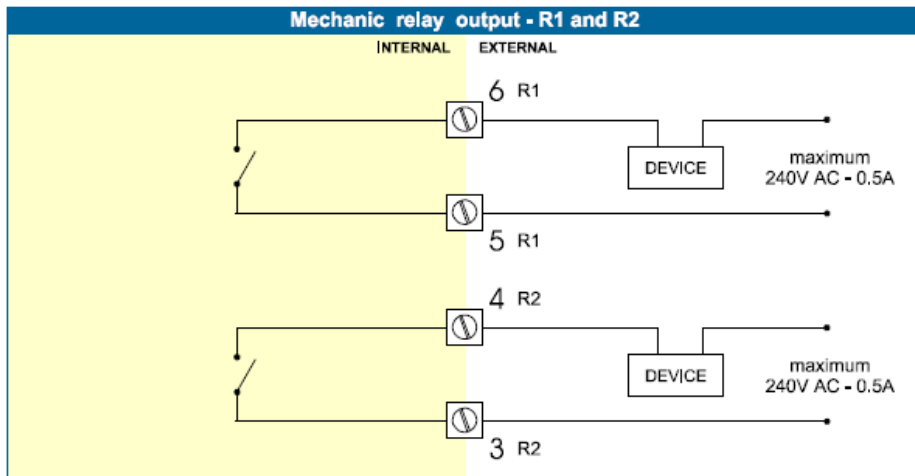 Mechanic relay output - R1 and R2
INTERNAL EXTERNAL
6 R1
DEVICE
maximum
240V AC - 0.5A
5 R1
4 R2
DEVICE
maximum
240V AC - 0.5A
3 R2